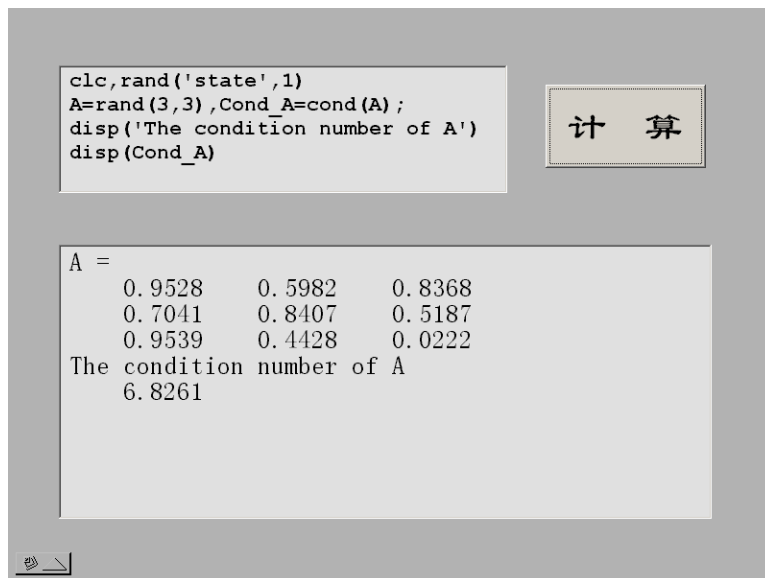 clc,rand('state',1)
A=rand(3,3),Cond_A=cond(A);
disp('The condition number of A')
disp(Cond_A)
计 算
A =
0.9528 0.5982 0.8368
0.7041 0.8407 0.5187
0.9539 0.4428 0.0222
The condition number of A
6.8261